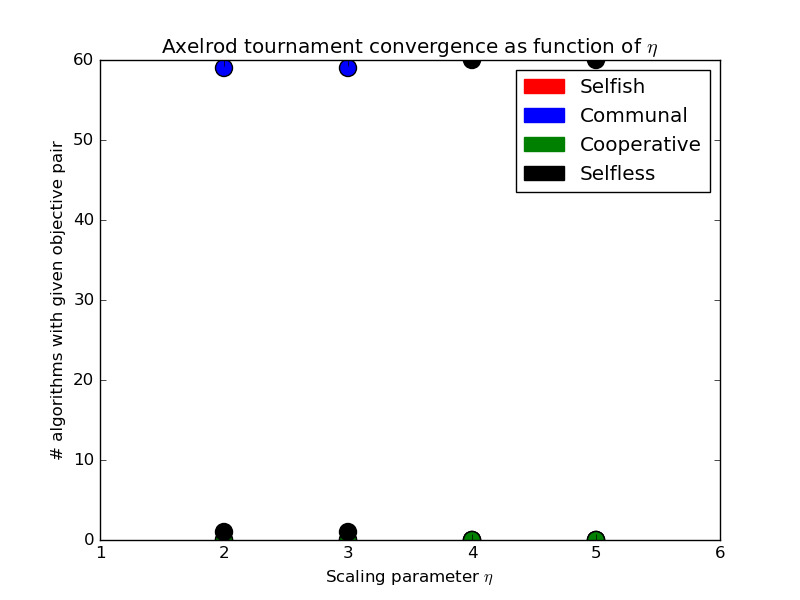 Axelrod tournament convergence as function of η
Selfish
Communal
Cooperative
Selfless
# algorithms with given objective pair
60
50
40
30
20
10
0
1 2 3 4 5 6
Scaling parameter η